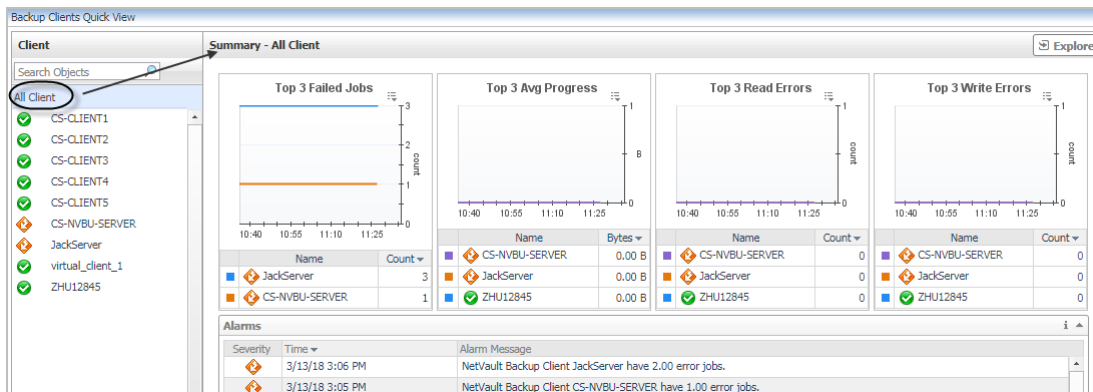 Backup Clients Quick View
Client
Search Objects
All Client
CS-CLIENT1
CS-CLIENT2
CS-CLIENT3
CS-CLIENT4
CS-CLIENT5
CS-NVBU-SERVER
JackServer
virtual_client_1
ZHU12845
Summary - All Client
Explore
Top 3 Failed Jobs
3
2
1
0
count
10:40 10:55 11:10 11:25
Name Count
JackServer 3
CS-NVBU-SERVER 1
Top 3 Avg Progress
1
B
0
10:40 10:55 11:10 11:25
Name Bytes
CS-NVBU-SERVER 0.00 B
JackServer 0.00 B
ZHU12845 0.00 B
Top 3 Read Errors
1
count
0
10:40 10:55 11:10 11:25
Name Count
CS-NVBU-SERVER 0
JackServer 0
ZHU12845 0
Top 3 Write Errors
1
count
0
10:40 10:55 11:10 11:25
Name Count
CS-NVBU-SERVER 0
JackServer 0
ZHU12845 0
Alarms
Severity Time Alarm Message
3/13/18 3:06 PM NetVault Backup Client JackServer have 2.00 error jobs.
3/13/18 3:05 PM NetVault Backup Client CS-NVBU-SERVER have 1.00 error jobs.